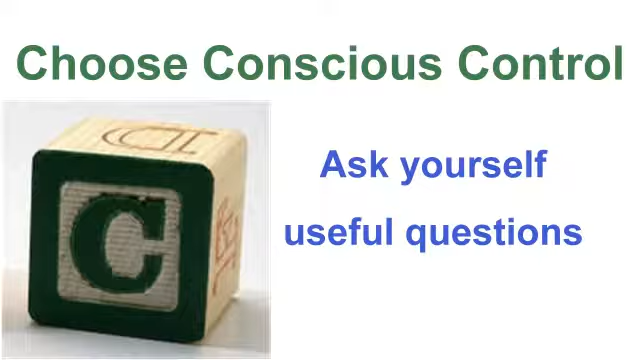 Choose Conscious Control
Ask yourself
useful questions
C
D